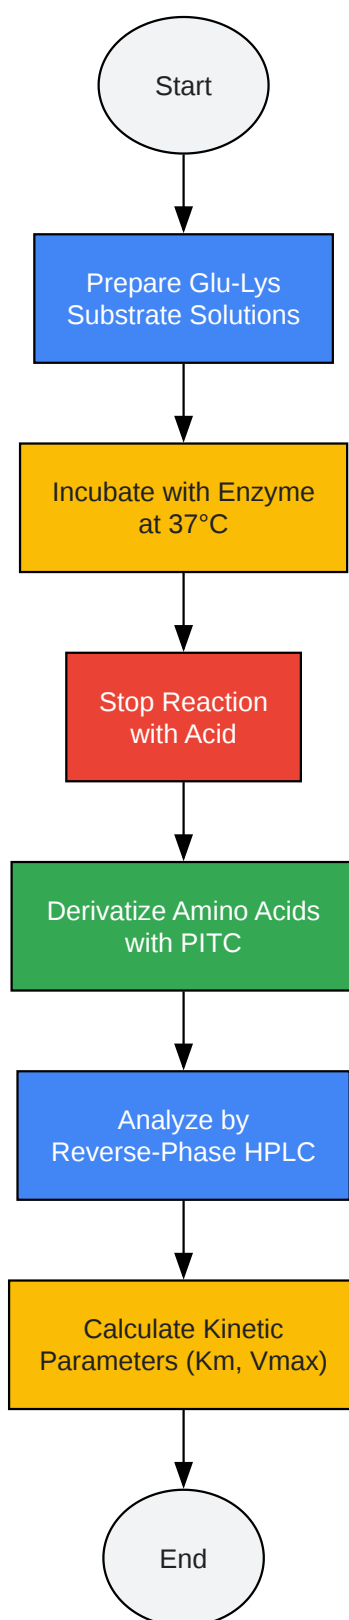 Start
Prepare Glu-Lys
Substrate Solutions
Incubate with Enzyme
at 37°C
Stop Reaction
with Acid
Derivatize Amino Acids
with PITC
Analyze by
Reverse-Phase HPLC
Calculate Kinetic
Parameters (Km, Vmax)
End